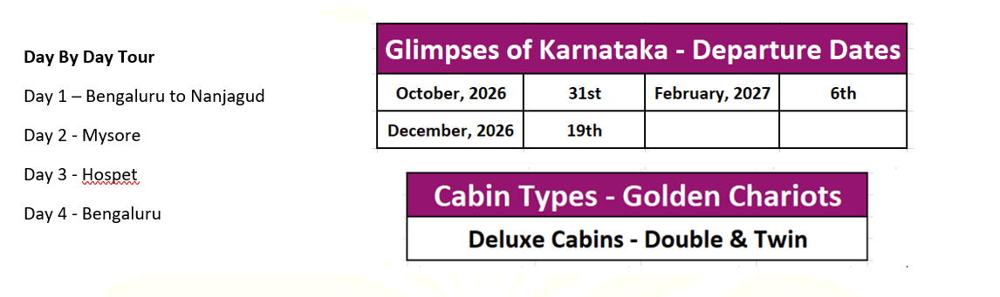 Day By Day Tour
Day 1 – Bengaluru to Nanjagud
Day 2 - Mysore
Day 3 - Hospet
Day 4 - Bengaluru
Glimpses of Karnataka - Departure Dates
October, 2026 31st February, 2027 6th
December, 2026 19th
Cabin Types - Golden Chariots
Deluxe Cabins - Double & Twin